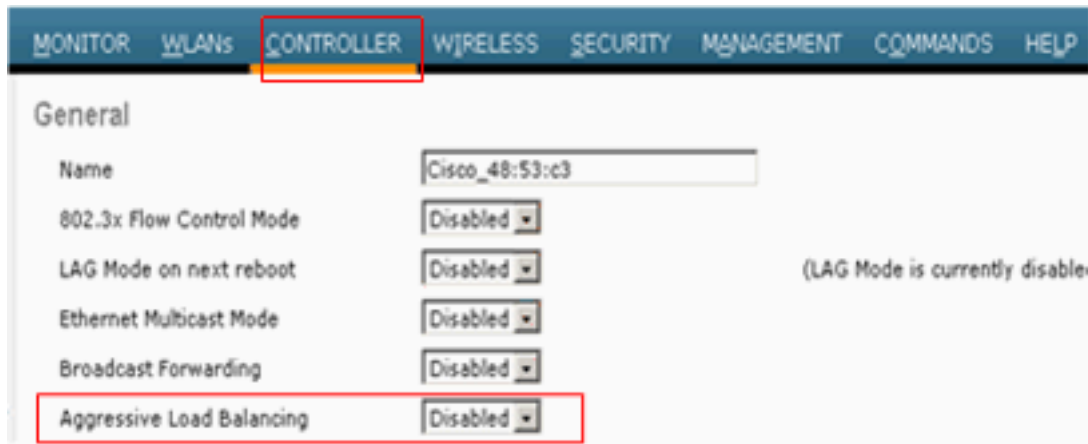 MONITOR WLANs CONTROLLER WIRELESS SECURITY MANAGEMENT COMMANDS HELP
General
Name Cisco_48:53:c3
802.3x Flow Control Mode Disabled
LAG Mode on next reboot Disabled (LAG Mode is currently disable
Ethernet Multicast Mode Disabled
Broadcast Forwarding Disabled
Aggressive Load Balancing Disabled